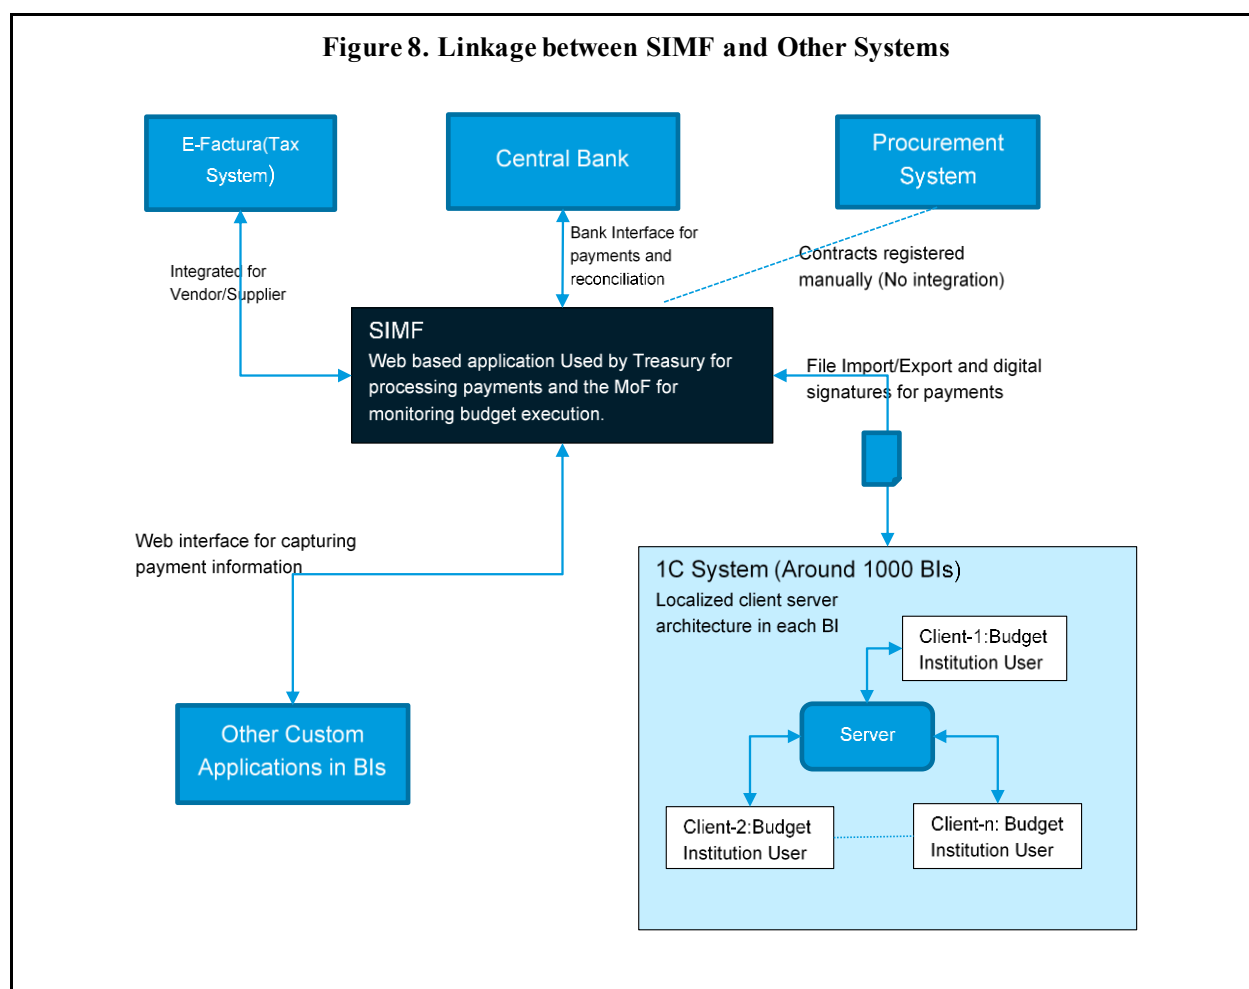 Figure 8. Linkage between SIMF and Other Systems
E-Factura(Tax
System)
Central Bank
Procurement
System
Integrated for
Vendor/Supplier
Bank Interface for
payments and
reconciliation
Contracts registered
manually (No integration)
SIMF
Web based application Used by Treasury for
processing payments and the MoF for
monitoring budget execution.
File Import/Export and digital
signatures for payments
Web interface for capturing
payment information
Other Custom
Applications in BIs
1C System (Around 1000 BIs)
Localized client server
architecture in each BI
Client-1:Budget
Institution User
Server
Client-2:Budget
Institution User
Client-n: Budget
Institution User